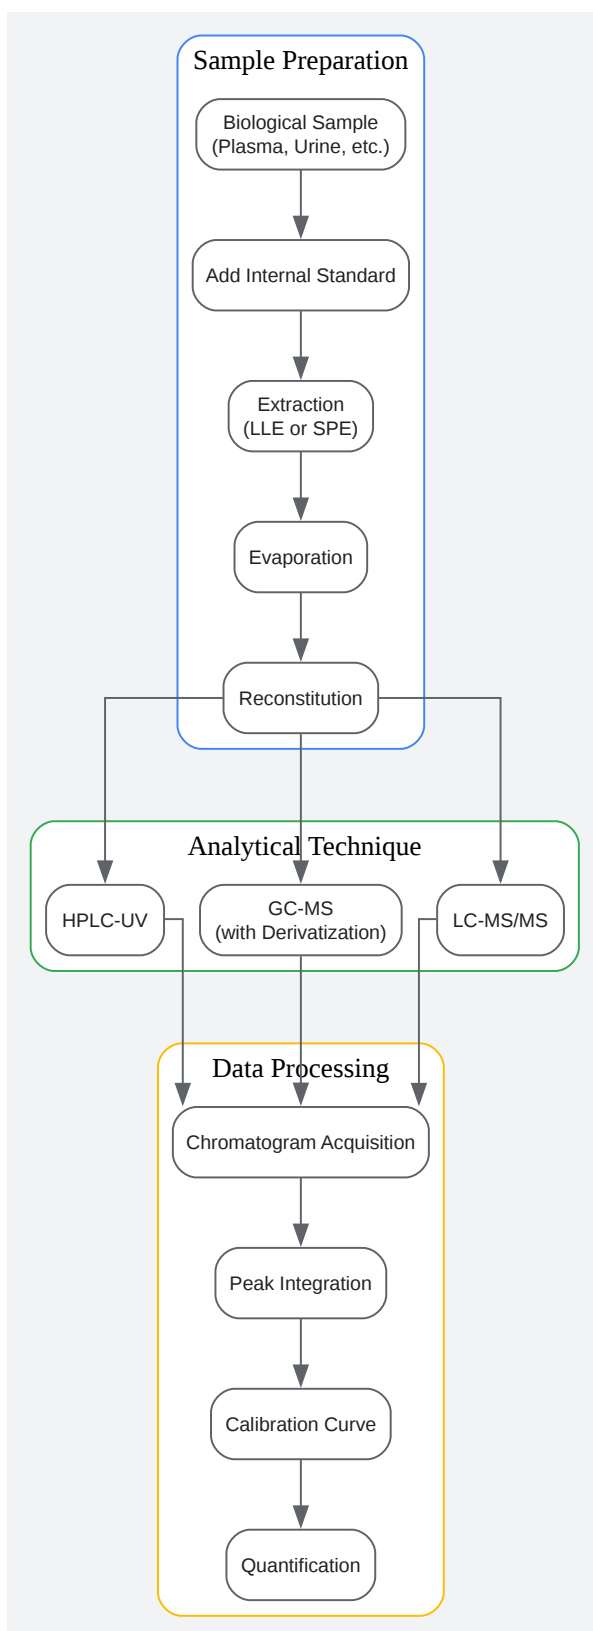 Sample Preparation
Biological Sample
(Plasma, Urine, etc.)
Add Internal Standard
Extraction
(LLE or SPE)
Evaporation
Reconstitution
Analytical Technique
HPLC-UV
GC-MS
(with Derivatization)
LC-MS/MS
Data Processing
Chromatogram Acquisition
Peak Integration
Calibration Curve
Quantification